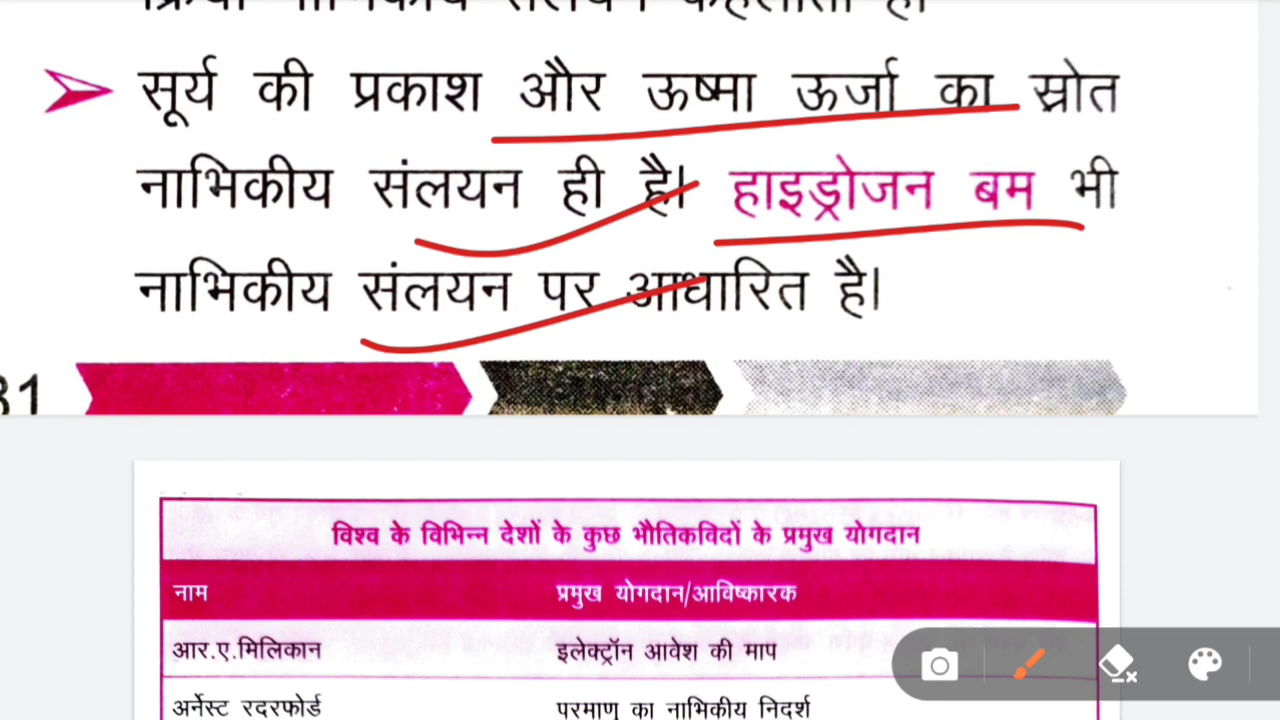 सूर्य की प्रकाश और ऊष्मा ऊर्जा का स्रोत
नाभिकीय संलयन ही है। हाइड्रोजन बम भी
नाभिकीय संलयन पर आधारित है।
विश्व के विभिन्न देशों के कुछ भौतिकविदों के प्रमुख योगदान
नाम प्रमुख योगदान/आविष्कारक
आर.ए.मिलिकान इलेक्ट्रॉन आवेश की माप
अर्नेस्ट रदरफोर्ड परमाणु का नाभिकीय निदर्श